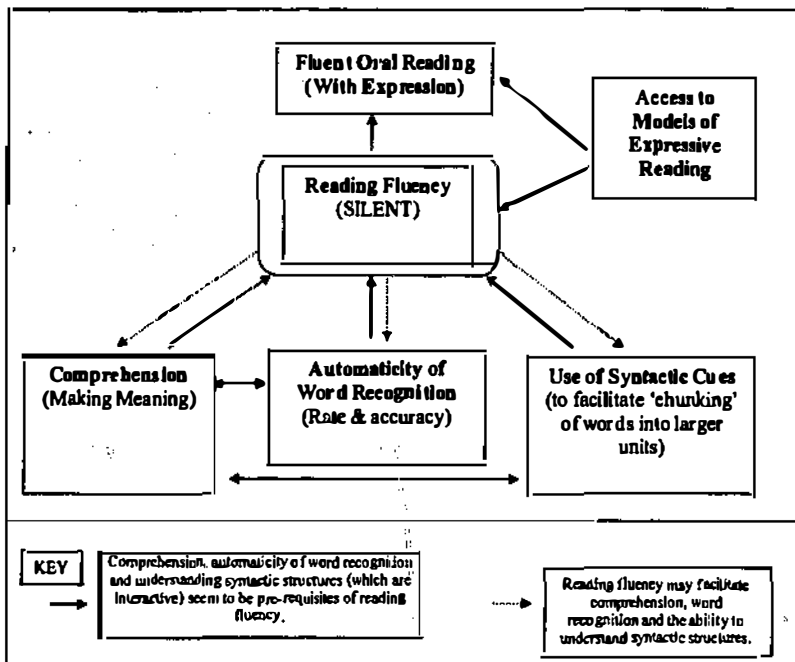 Fluent Oral Reading
(With Expression)
Access to
Models of
Expressive
Reading
Reading Fluency
(SILENT)
Comprehension
(Making Meaning)
Automaticity of
Word Recognition
(Rate & accuracy)
Use of Syntactic Cues
(to facilitate ‘chunking’
of words into larger
units)
KEY
Comprehension, automaticity of word recognition
and understanding syntactic structures (which are
interactive) seem to be pre-requisites of reading
fluency.
Reading fluency may facilitate
comprehension, word
recognition and the ability to
understand syntactic structures.